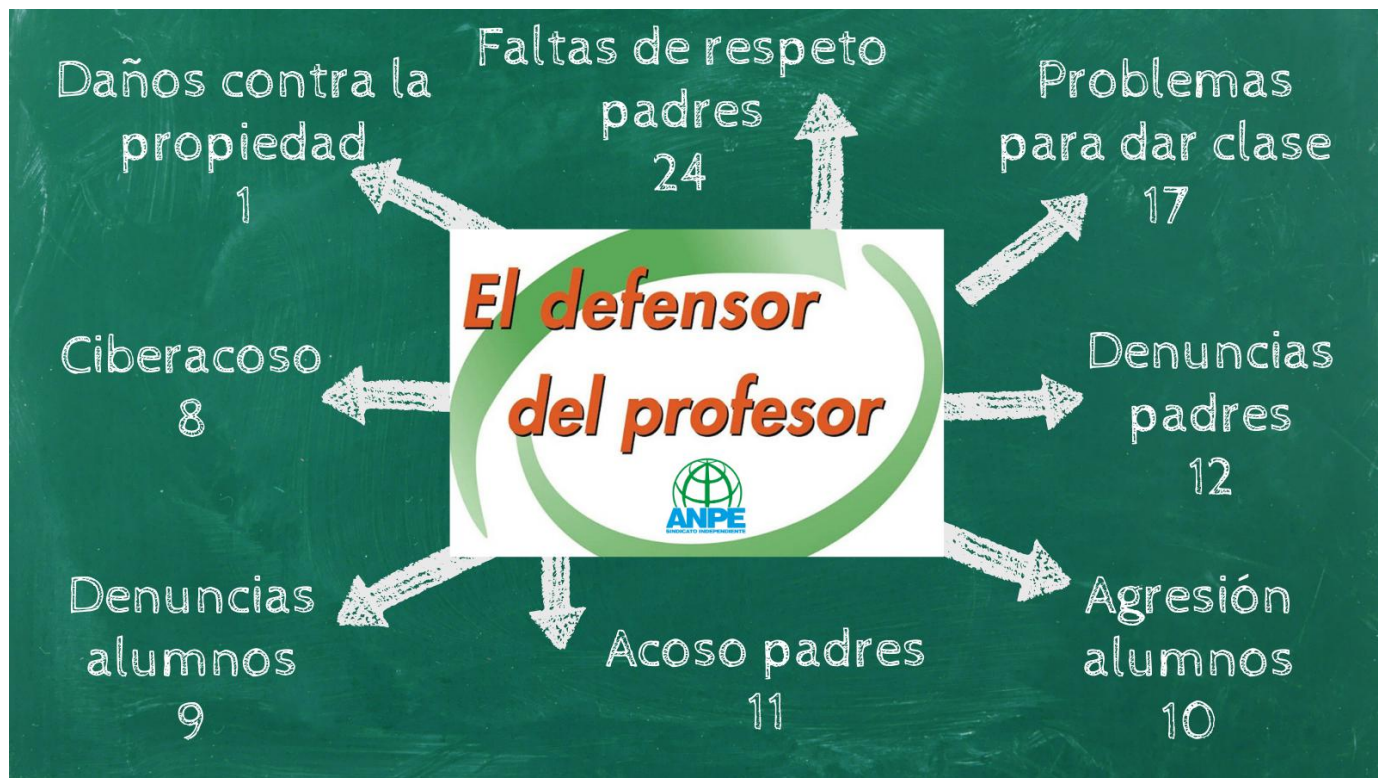 Faltas de respeto
padres
24
Daños contra la
propiedad
1
Problemas
para dar clase
17
El defensor
del profesor
ANPE
SINDICATO INDEPENDIENTE
Ciberacoso
8
Denuncias
padres
12
Denuncias
alumnos
9
Acoso padres
11
Agresión
alumnos
10